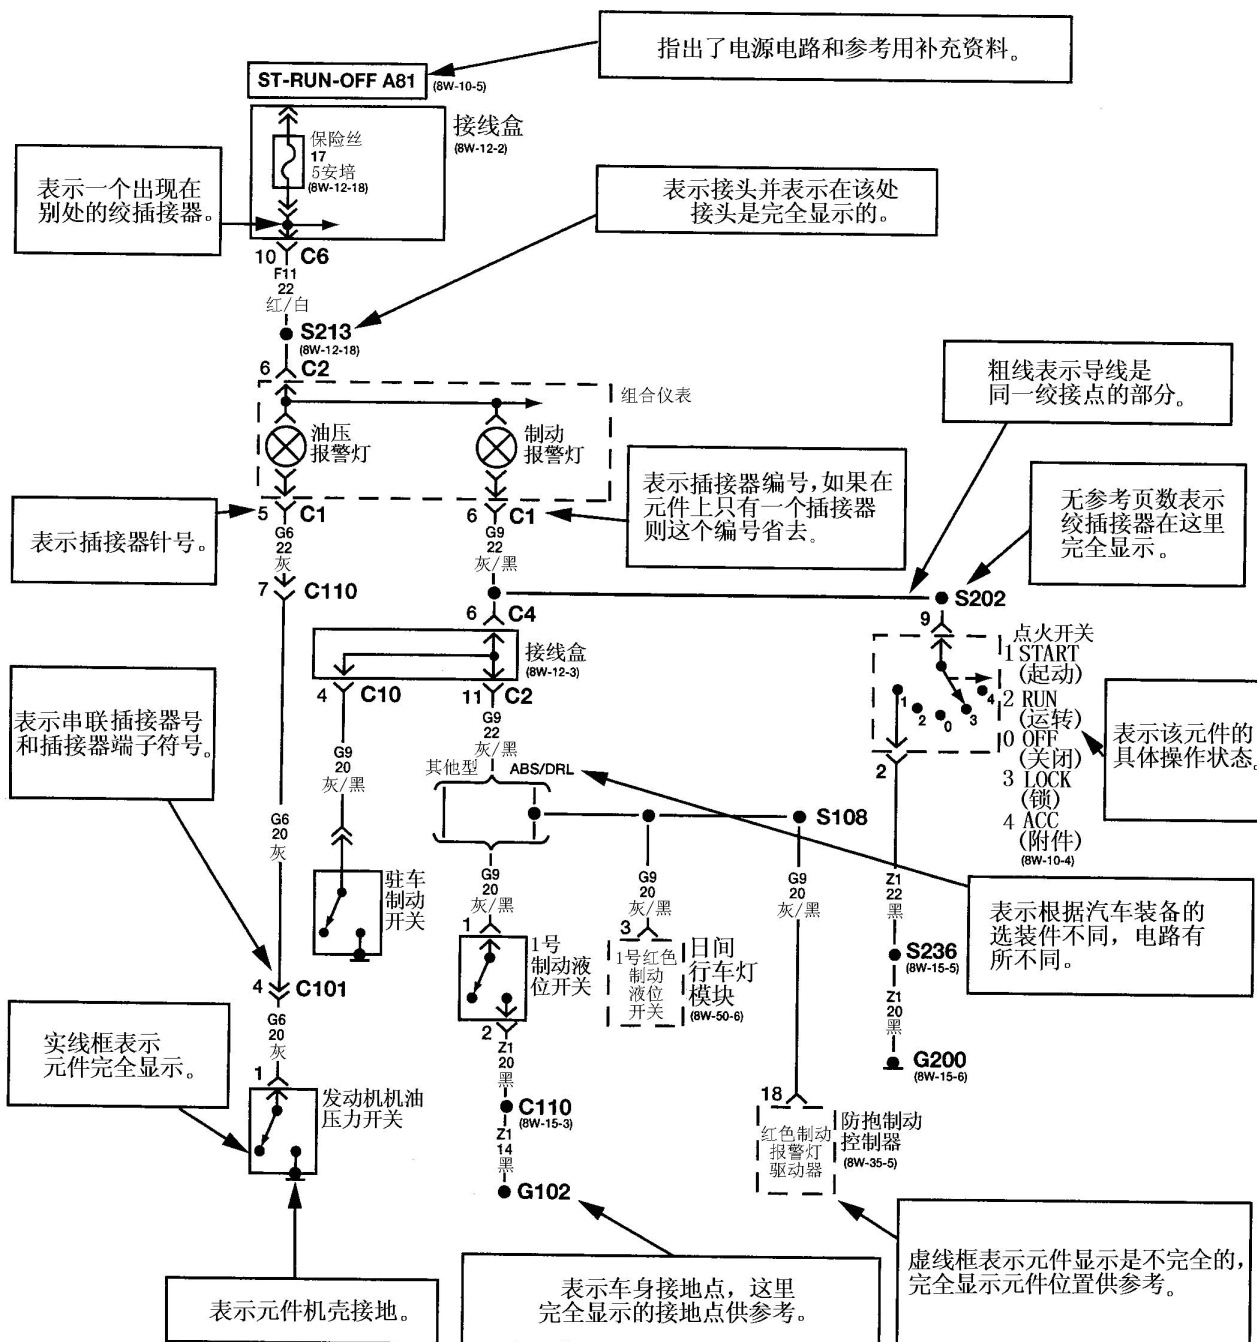 指出了电源电路和参考用补充资料。
ST-RUN-OFF A81
(8W-10-5)
接线盒
(8W-12-2)
保险丝
17
5安培
(8W-12-18)
表示一个出现在
别处的绞插接器。
表示接头并表示在该处
接头是完全显示的。
10
C6
F11
22
红/白
S213
(8W-12-18)
6
C2
组合仪表
油压
报警灯
制动
报警灯
粗线表示导线是
同一绞接点的部分。
表示插接器编号,如果在
元件上只有一个插接器
则这个编号省去。
无参考页数表示
绞插接器在这里
完全显示。
表示插接器针号。
5
C1
G6
22
灰
7
C110
6
C1
G9
22
灰/黑
6
C4
S202
9
接线盒
(8W-12-3)
4
C10
11
C2
点火开关
1 START
(起动)
2 RUN
(运转)
0 OFF
(关闭)
3 LOCK
(锁)
4 ACC
(附件)
(8W-10-4)
1
2
0
3
4
2
表示该元件的
具体操作状态。
表示串联插接器号
和插接器端子符号。
G9
20
灰/黑
G9
22
灰/黑
其他型
ABS/DRL
S108
G6
20
灰
驻车
制动
开关
G9
20
灰/黑
G9
20
灰/黑
G9
20
灰/黑
Z1
22
黑
表示根据汽车装备的
选装件不同，电路有
所不同。
1
1号
制动液
位开关
3
1号红色
制动
液位
开关
日间
行车灯
模块
(8W-50-6)
S236
(8W-15-5)
Z1
20
黑
G200
(8W-15-6)
4
C101
G6
20
灰
实线框表示
元件完全显示。
1
发动机机油
压力开关
2
Z1
20
黑
C110
(8W-15-3)
Z1
14
黑
G102
18
红色制动
报警灯
驱动器
防抱制动
控制器
(8W-35-5)
表示元件机壳接地。
表示车身接地点，这里
完全显示的接地点供参考。
虚线框表示元件显示是不完全的,
完全显示元件位置供参考。